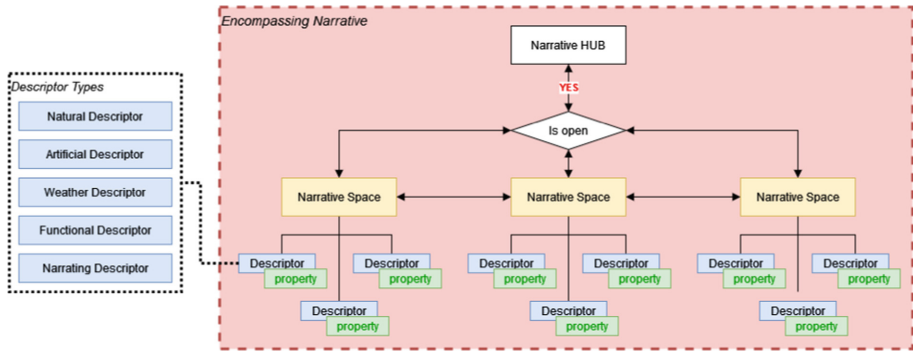 Encompassing Narrative
Narrative HUB
YES
Is open
Descriptor Types
Natural Descriptor
Artificial Descriptor
Weather Descriptor
Functional Descriptor
Narrating Descriptor
Narrative Space
Narrative Space
Narrative Space
Descriptor
property
Descriptor
property
Descriptor
property
Descriptor
property
Descriptor
property
Descriptor
property
Descriptor
property
Descriptor
property
Descriptor
property